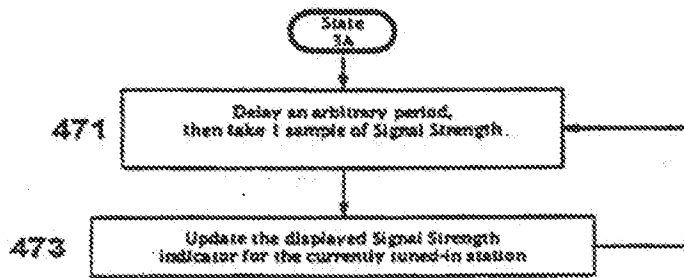 State
3A
471
Delay an arbitrary period,
then take 1 sample of Signal Strength.
473
Update the displayed Signal Strength
indicator for the currently tuned-in station